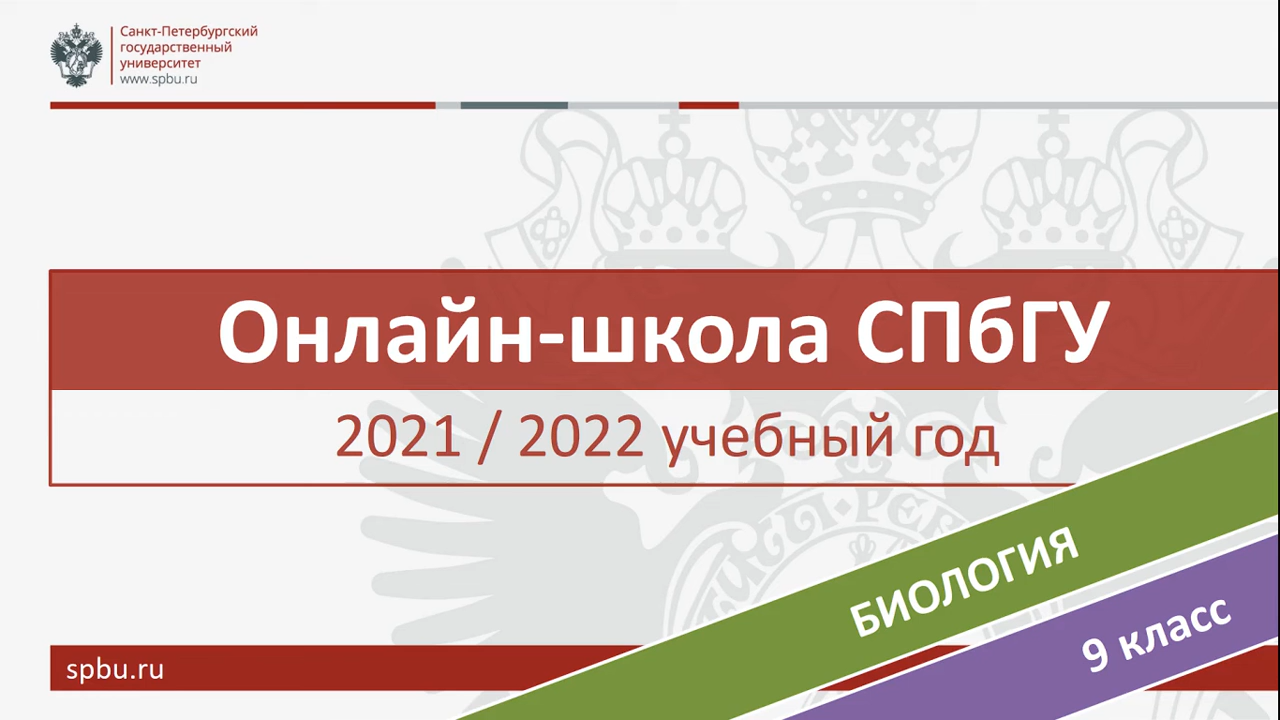 Санкт-Петербургский
государственный
университет
www.spbu.ru
Онлайн-школа СПбГУ
2021 / 2022 учебный год
БИОЛОГИЯ
9 класс
spbu.ru